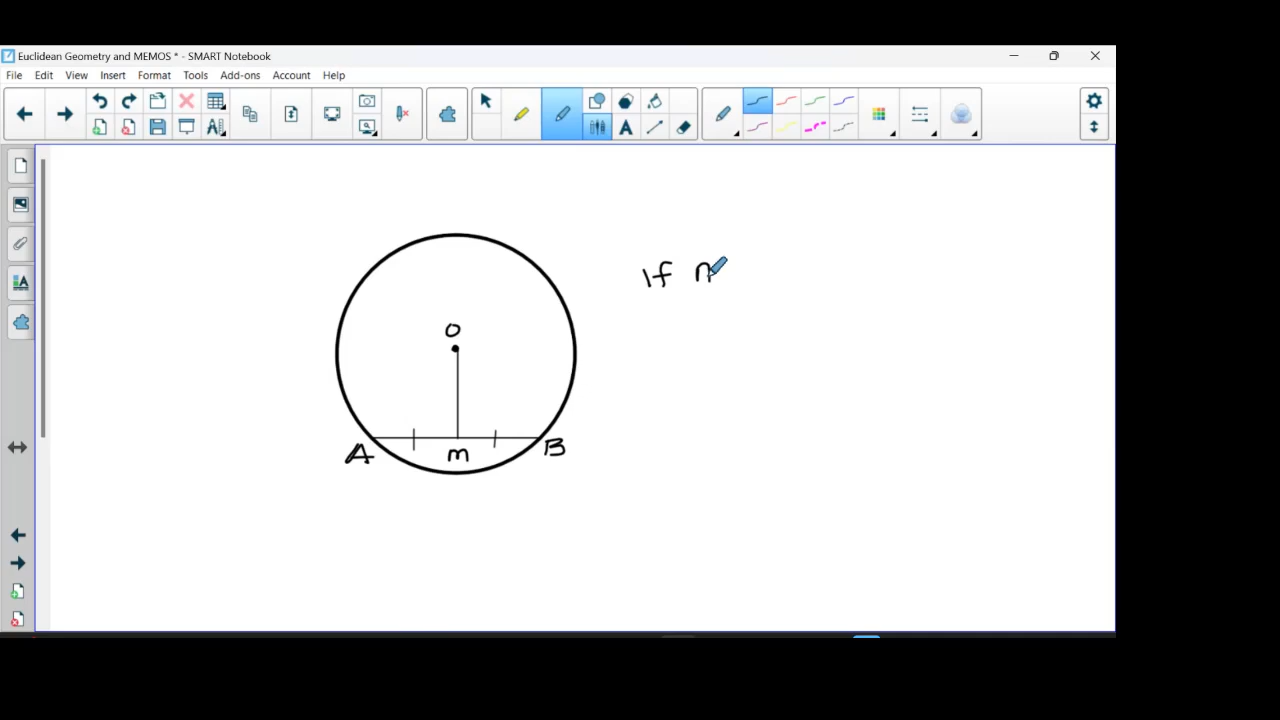 Euclidean Geometry and MEMOS * - SMART Notebook
File Edit View Insert Format Tools Add-ons Account Help
If
O
A m B